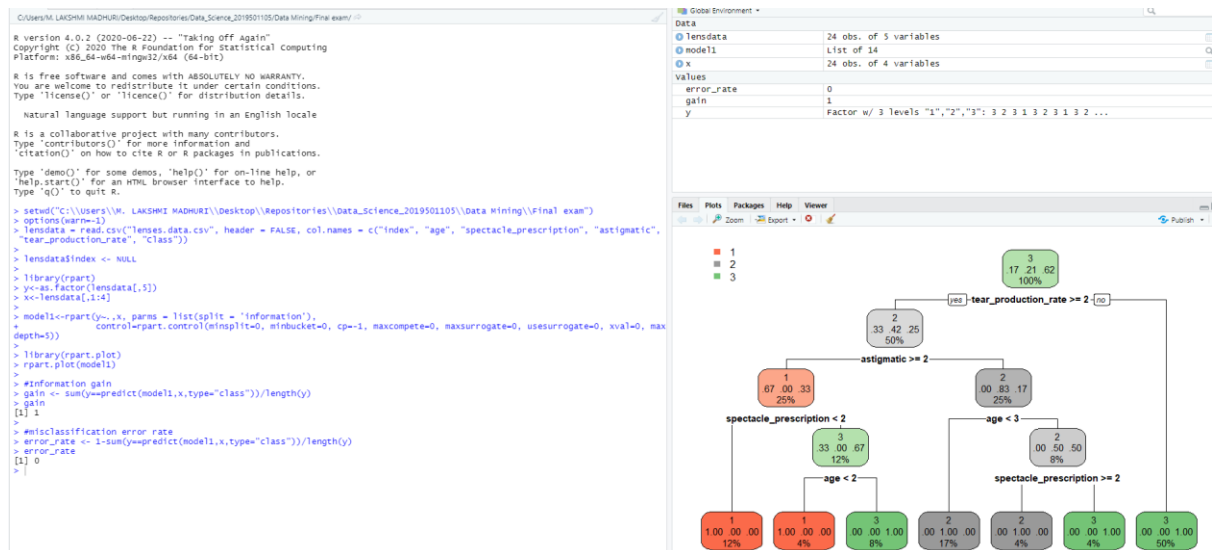 C:/Users/M. LAKSHMI MADHURI/Desktop/Repositories/Data_Science_2019501105/Data Mining/Final exam/
R version 4.0.2 (2020-06-22) -- "Taking Off Again"
Copyright (C) 2020 The R Foundation for Statistical Computing
Platform: x86_64-w64-mingw32/x64 (64-bit)
R is free software and comes with ABSOLUTELY NO WARRANTY.
You are welcome to redistribute it under certain conditions.
Type 'license()' or 'licence()' for distribution details.
Natural language support but running in an English locale
R is a collaborative project with many contributors.
Type 'contributors()' for more information and
'citation()' on how to cite R or R packages in publications.
Type 'demo()' for some demos, 'help()' for on-line help, or
'help.start()' for an HTML browser interface to help.
Type 'q()' to quit R.
> setwd("C:\\Users\\M. LAKSHMI MADHURI\\Desktop\\Repositories\\Data_Science_2019501105\\Data Mining\\Final exam")
> options(warn=-1)
> lensdata = read.csv("lenses.data.csv", header = FALSE, col.names = c("index", "age", "spectacle_prescription", "astigmatic",
"tear_production_rate", "Class"))
>
> lensdata$index <- NULL
>
> library(rpart)
> y<-as.factor(lensdata[,5])
> x<-lensdata[,1:4]
>
> model1<-rpart(y~.,x, parms = list(split = 'information'),
+ control=rpart.control(minsplit=0, minbucket=0, cp=-1, maxcompete=0, maxsurrogate=0, usesurrogate=0, xval=0, max
depth=5))
>
> library(rpart.plot)
> rpart.plot(model1)
>
> #Information gain
> gain <- sum(y==predict(model1,x,type="class"))/length(y)
> gain
[1] 1
>
> #misclassification error rate
> error_rate <- 1-sum(y==predict(model1,x,type="class"))/length(y)
> error_rate
[1] 0
>
Global Environment
Data
lensdata 24 obs. of 5 variables
model1 List of 14
x 24 obs. of 4 variables
values
error_rate 0
gain 1
y Factor w/ 3 levels "1","2","3": 3 2 3 1 3 2 3 1 3 2 ...
Files Plots Packages Help Viewer
Zoom Export Publish
1
2
3
3
.17 .21 .62
100%
yes tear_production_rate >= 2 no
2
.33 .42 .25
50%
astigmatic >= 2
1
.67 .00 .33
25%
2
.00 .83 .17
25%
spectacle_prescription < 2
age < 3
3
.33 .00 .67
12%
2
.00 .50 .50
8%
age < 2
spectacle_prescription >= 2
1
1.00 .00 .00
12%
1
1.00 .00 .00
4%
3
.00 .00 1.00
8%
2
.00 1.00 .00
17%
2
.00 1.00 .00
4%
3
.00 .00 1.00
4%
3
.00 .00 1.00
50%